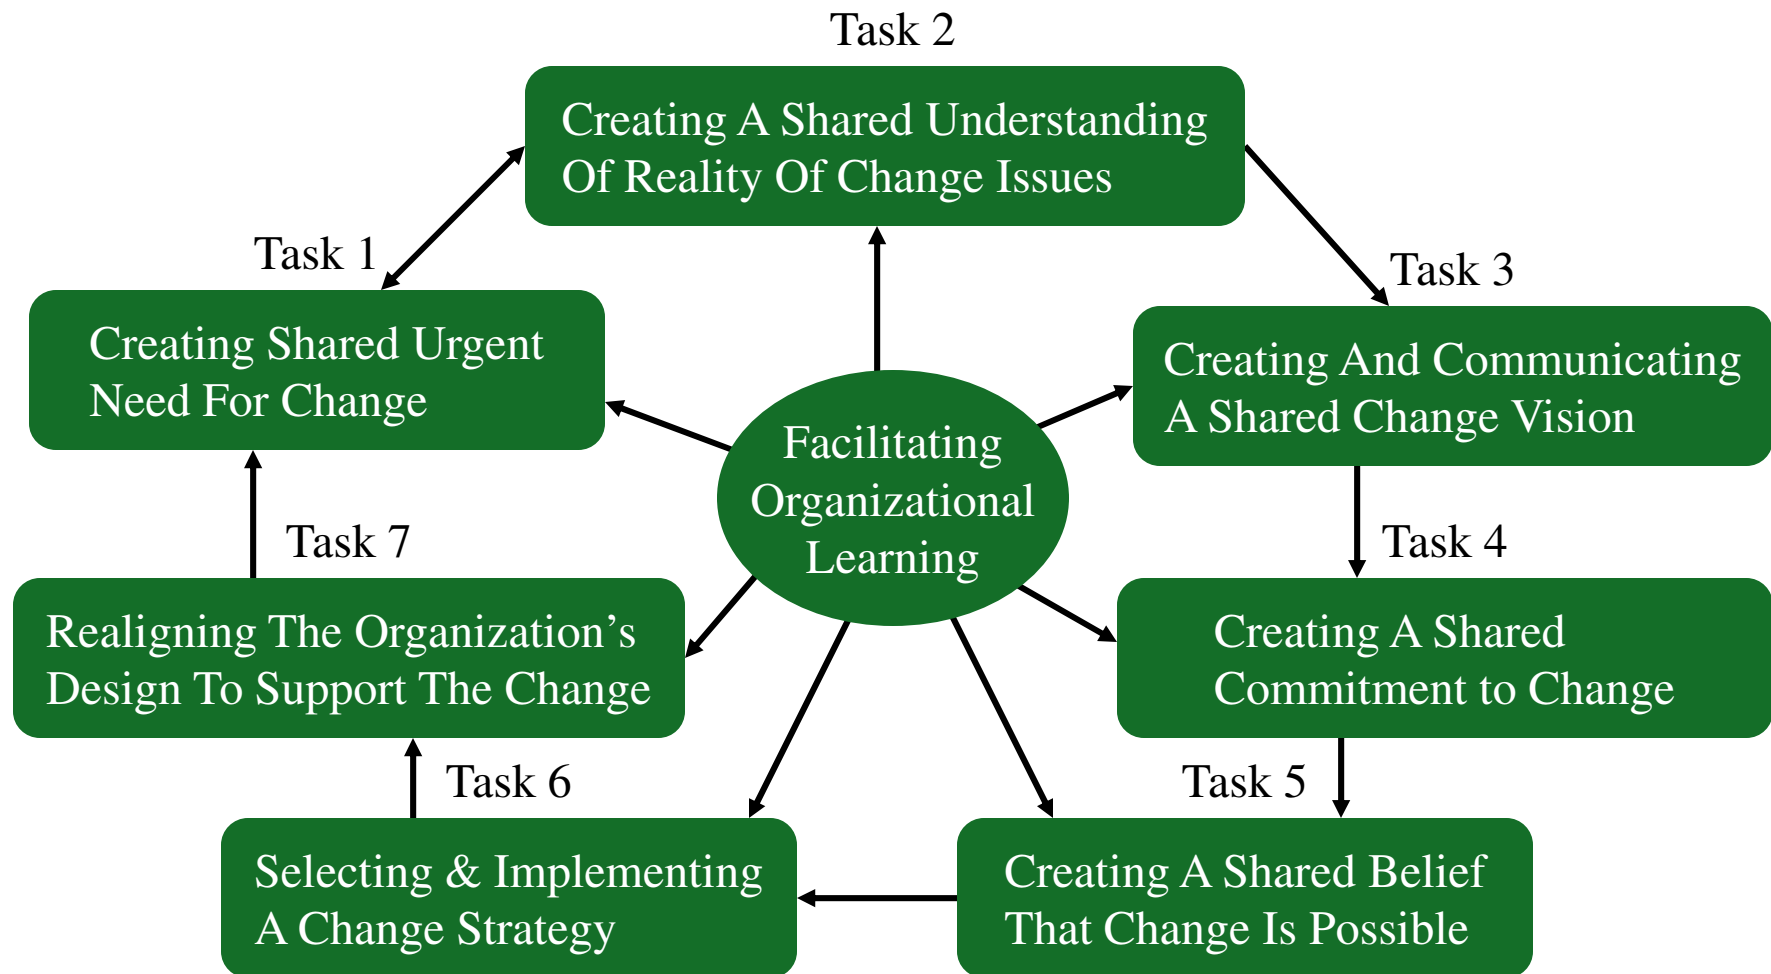 Task 2
Creating A Shared Understanding
Of Reality Of Change Issues
Task 1
Creating Shared Urgent
Need For Change
Task 3
Creating And Communicating
A Shared Change Vision
Facilitating
Organizational
Learning
Task 7
Realigning The Organization’s
Design To Support The Change
Task 4
Creating A Shared
Commitment to Change
Task 6
Selecting & Implementing
A Change Strategy
Task 5
Creating A Shared Belief
That Change Is Possible